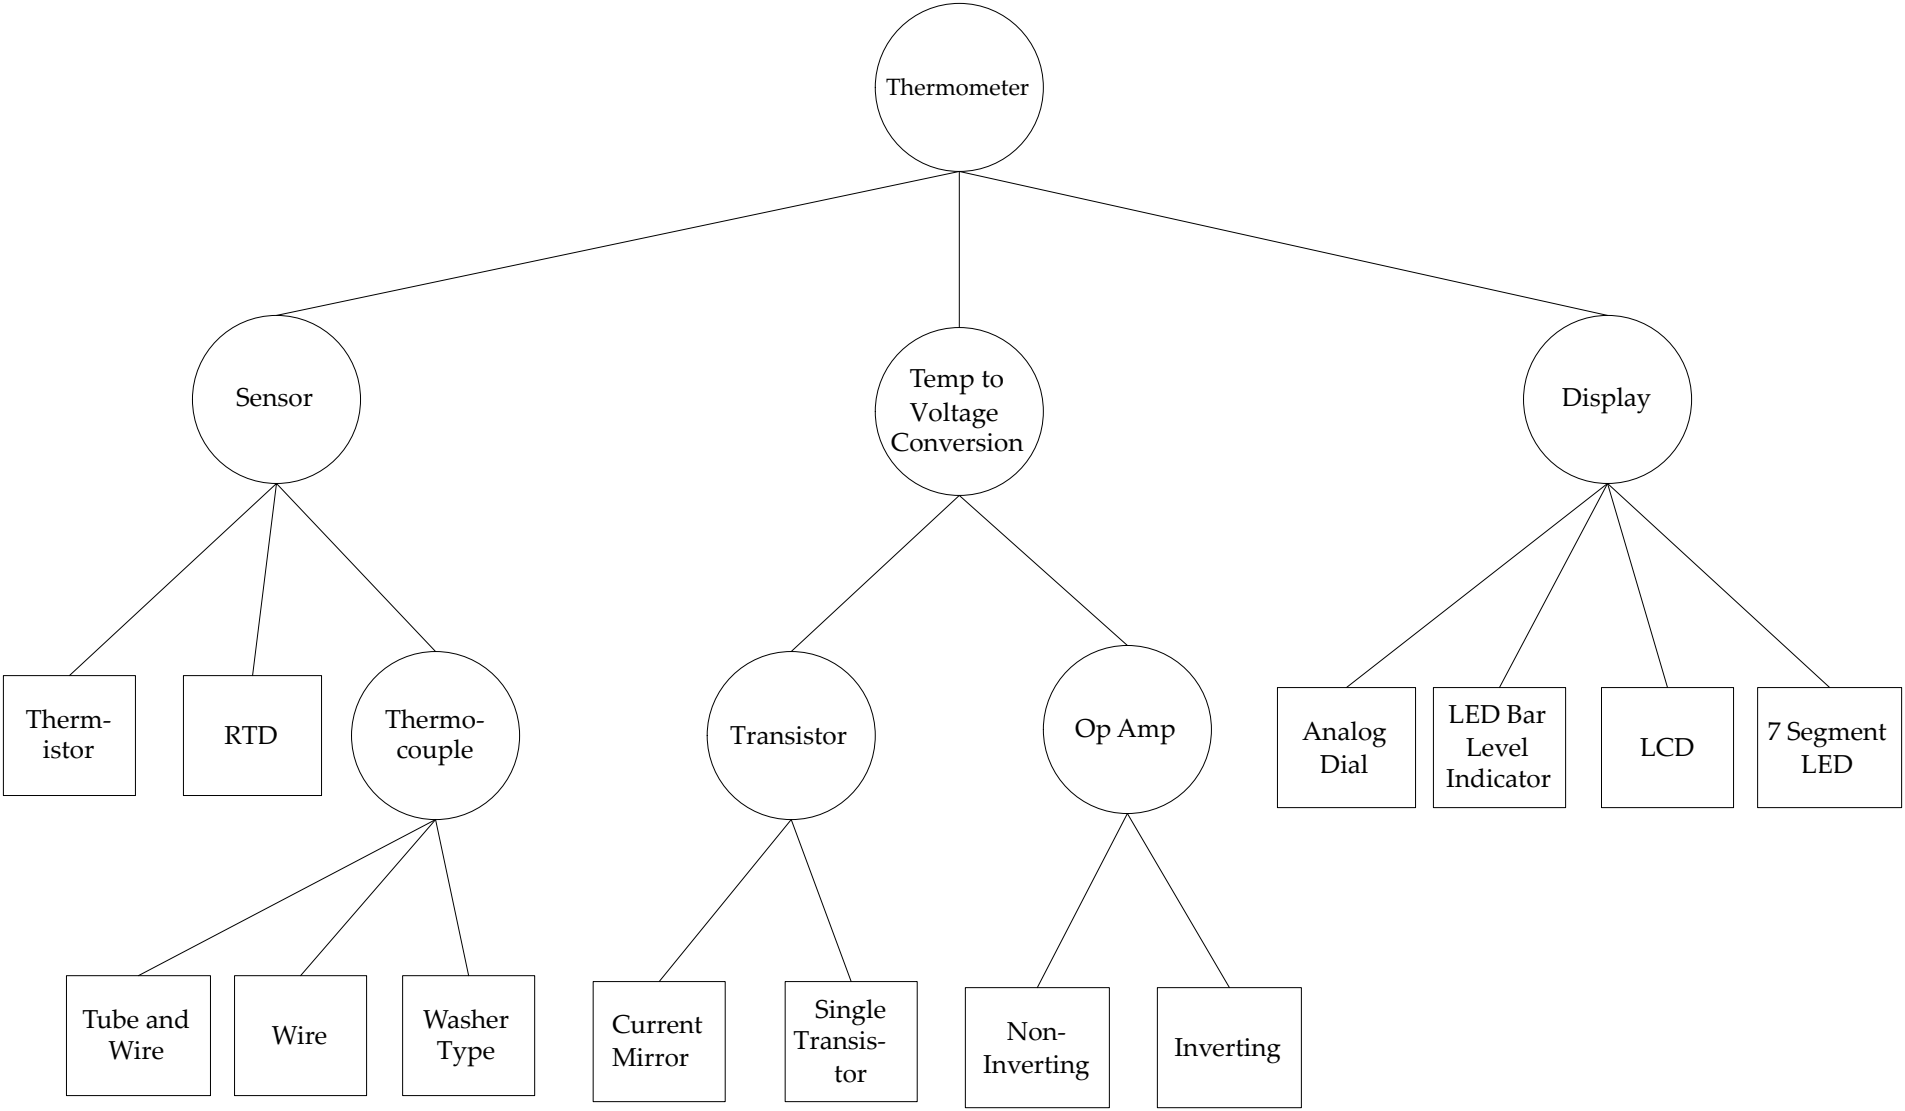 Thermometer
Sensor
Temp to
Voltage
Conversion
Display
Therm-
istor
RTD
Thermo-
couple
Transistor
Op Amp
Analog
Dial
LED Bar
Level
Indicator
LCD
7 Segment
LED
Tube and
Wire
Wire
Washer
Type
Current
Mirror
Single
Transis-
tor
Non-
Inverting
Inverting